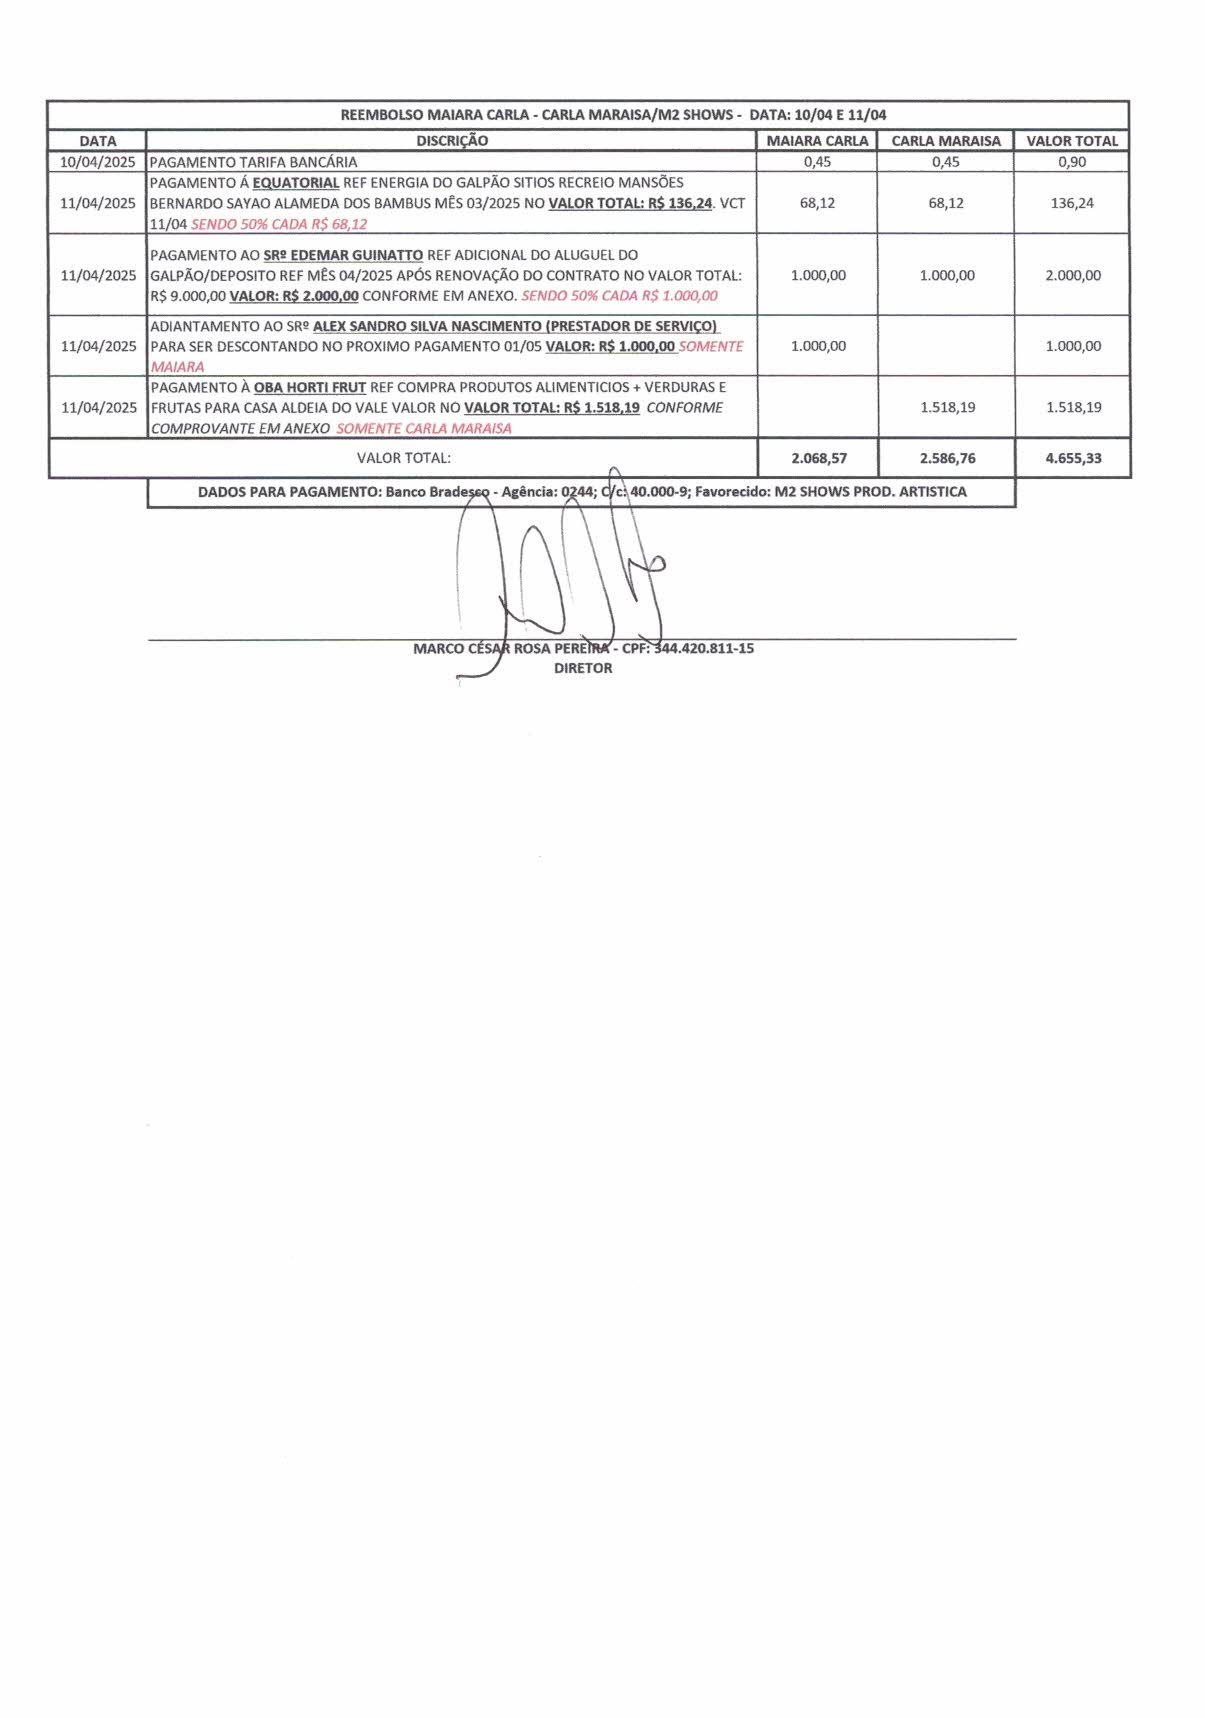 REEMBOLSO MAIARA CARLA - CARLA MARAISA/M2 SHOWS - DATA: 10/04 E 11/04
DATA DISCRIÇÃO MAIARA CARLA CARLA MARAISA VALOR TOTAL
10/04/2025 PAGAMENTO TARIFA BANCÁRIA 0,45 0,45 0,90
PAGAMENTO Á EQUATORIAL REF ENERGIA DO GALPÃO SITIOS RECREIO MANSÕES
11/04/2025 BERNARDO SAYAO ALAMEDA DOS BAMBUS MÊS 03/2025 NO VALOR TOTAL: R$ 136,24. VCT 68,12 68,12 136,24
11/04 SENDO 50% CADA R$ 68,12
PAGAMENTO AO SRº EDEMAR GUINATTO REF ADICIONAL DO ALUGUEL DO
11/04/2025 GALPÃO/DEPOSITO REF MÊS 04/2025 APÓS RENOVAÇÃO DO CONTRATO NO VALOR TOTAL: 1.000,00 1.000,00 2.000,00
R$ 9.000,00 VALOR: R$ 2.000,00 CONFORME EM ANEXO. SENDO 50% CADA R$ 1.000,00
ADIANTAMENTO AO SRº ALEX SANDRO SILVA NASCIMENTO (PRESTADOR DE SERVIÇO)
11/04/2025 PARA SER DESCONTANDO NO PROXIMO PAGAMENTO 01/05 VALOR: R$ 1.000,00 SOMENTE 1.000,00 1.000,00
MAIARA
PAGAMENTO À OBA HORTI FRUT REF COMPRA PRODUTOS ALIMENTICIOS + VERDURAS E
11/04/2025 FRUTAS PARA CASA ALDEIA DO VALE VALOR NO VALOR TOTAL: R$ 1.518,19 CONFORME 1.518,19 1.518,19
COMPROVANTE EM ANEXO SOMENTE CARLA MARAISA
VALOR TOTAL: 2.068,57 2.586,76 4.655,33
DADOS PARA PAGAMENTO: Banco Bradesco - Agência: 0244; C/c: 40.000-9; Favorecido: M2 SHOWS PROD. ARTISTICA
MARCO CÉSAR ROSA PEREIRA - CPF: 344.420.811-15
DIRETOR